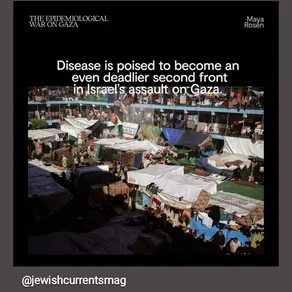 THE EPIDEMIOLOGICAL
WAR ON GAZA
Maya
Rosen
Disease is poised to become an
even deadlier second front
in Israel's assault on Gaza.
@jewishcurrentsmag